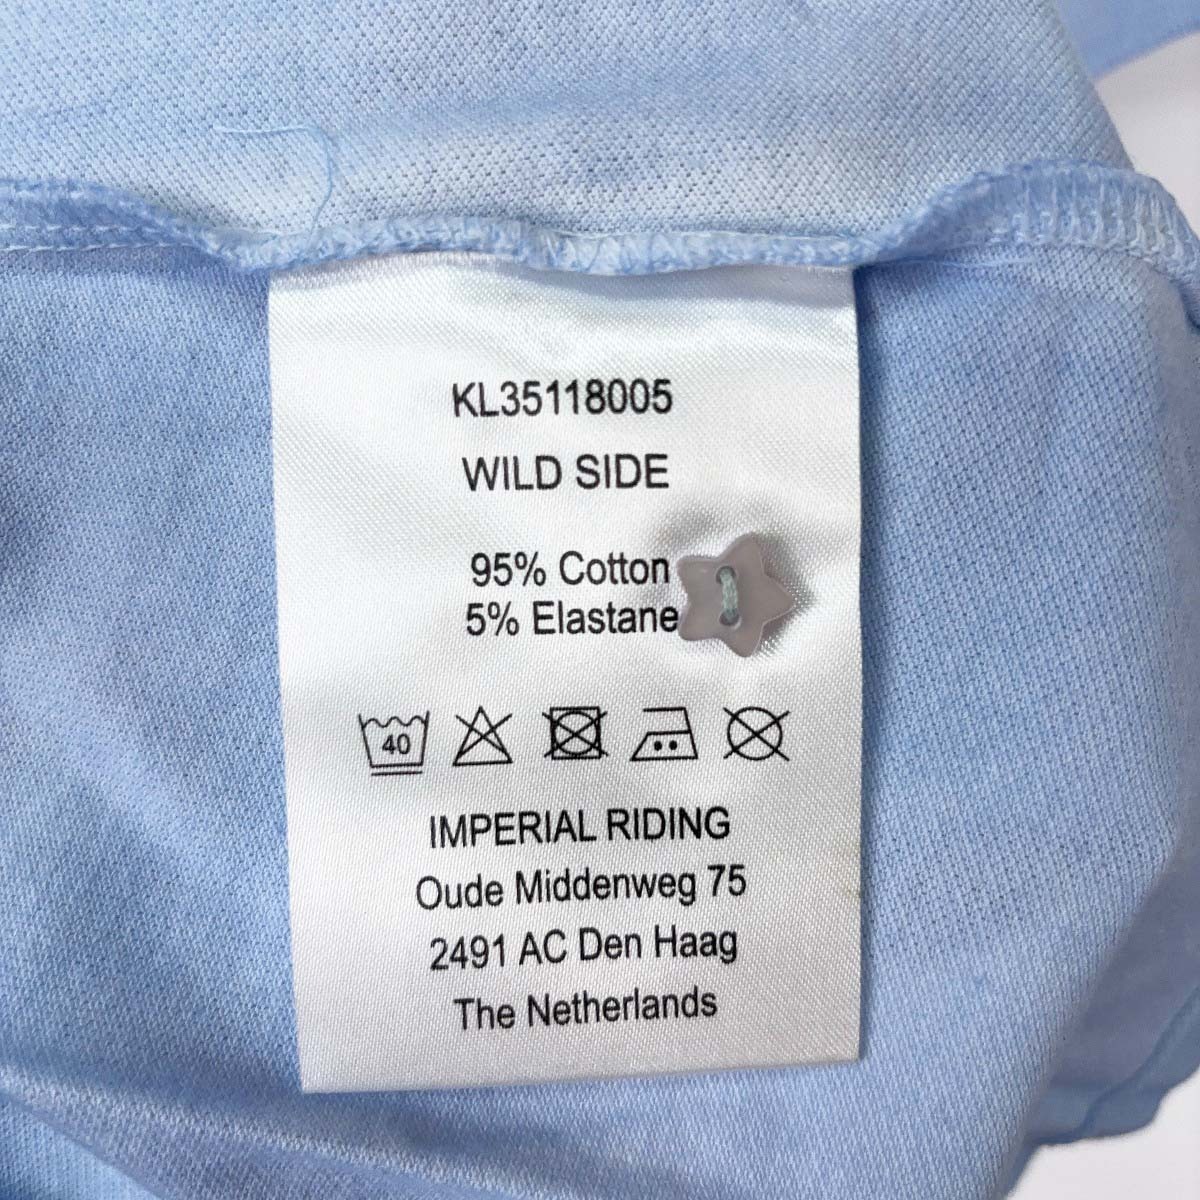 KL35118005
WILD SIDE
95% Cotton
5% Elastane
40
IMPERIAL RIDING
Oude Middenweg 75
2491 AC Den Haag
The Netherlands